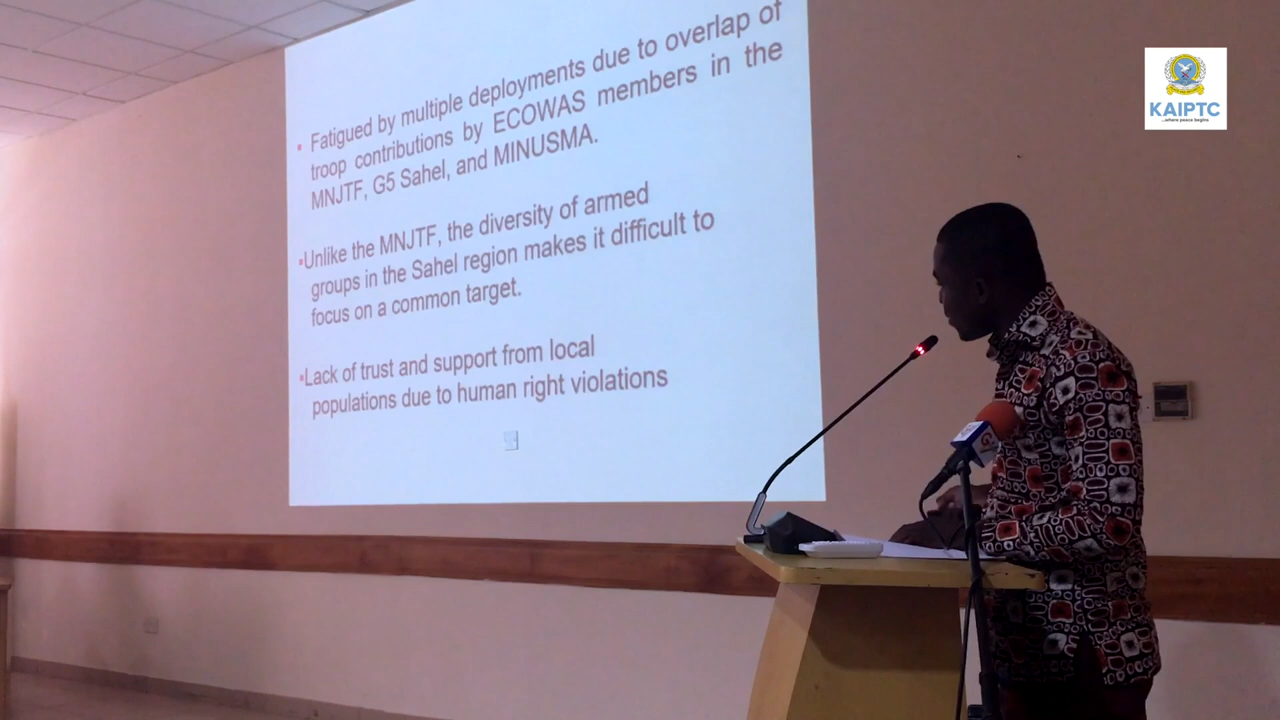 Fatigued by multiple deployments due to overlap of
troop contributions by ECOWAS members in the
MNJTF, G5 Sahel, and MINUSMA.
Unlike the MNJTF, the diversity of armed
groups in the Sahel region makes it difficult to
focus on a common target.
Lack of trust and support from local
populations due to human right violations
KAIPTC
...where peace begins